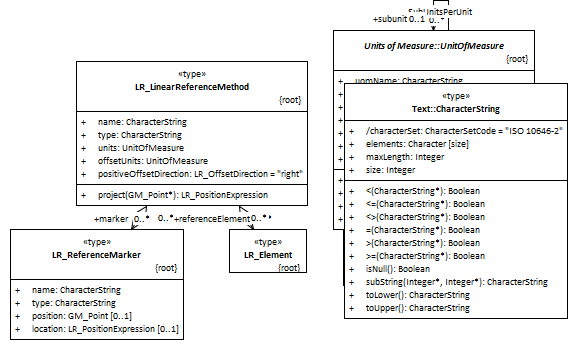 SubUnitsPerUnit
+subunit 0..1 0..*
Units of Measure::UnitOfMeasure
{root}
+ uomName: CharacterString
+
+
+
+
+
+
+
«type»
LR_LinearReferenceMethod
{root}
+ name: CharacterString
+ type: CharacterString
+ units: UnitOfMeasure
+ offsetUnits: UnitOfMeasure
+ positiveOffsetDirection: LR_OffsetDirection = "right"
+ project(GM_Point*): LR_PositionExpression
+marker 0..* 0..* +referenceElement 0..*
«type»
LR_ReferenceMarker
{root}
+ name: CharacterString
+ type: CharacterString
+ position: GM_Point [0..1]
+ location: LR_PositionExpression [0..1]
«type»
LR_Element
{root}
«type»
Text::CharacterString
{root}
+ /characterSet: CharacterSetCode = "ISO 10646-2"
+ elements: Character [size]
+ maxLength: Integer
+ size: Integer
+ <(CharacterString*): Boolean
+ <=(CharacterString*): Boolean
+ <>(CharacterString*): Boolean
+ =(CharacterString*): Boolean
+ >(CharacterString*): Boolean
+ >=(CharacterString*): Boolean
+ isNull(): Boolean
+ subString(Integer*, Integer*): CharacterString
+ toLower(): CharacterString
+ toUpper(): CharacterString